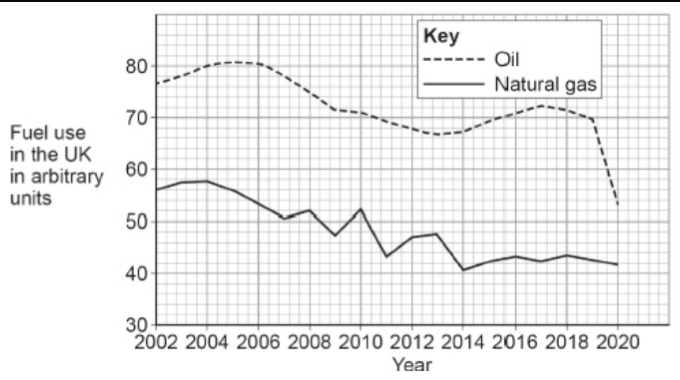 Key
Oil
Natural gas
80
70
60
50
40
30
Fuel use
in the UK
in arbitrary
units
2002 2004 2006 2008 2010 2012 2014 2016 2018 2020
Year